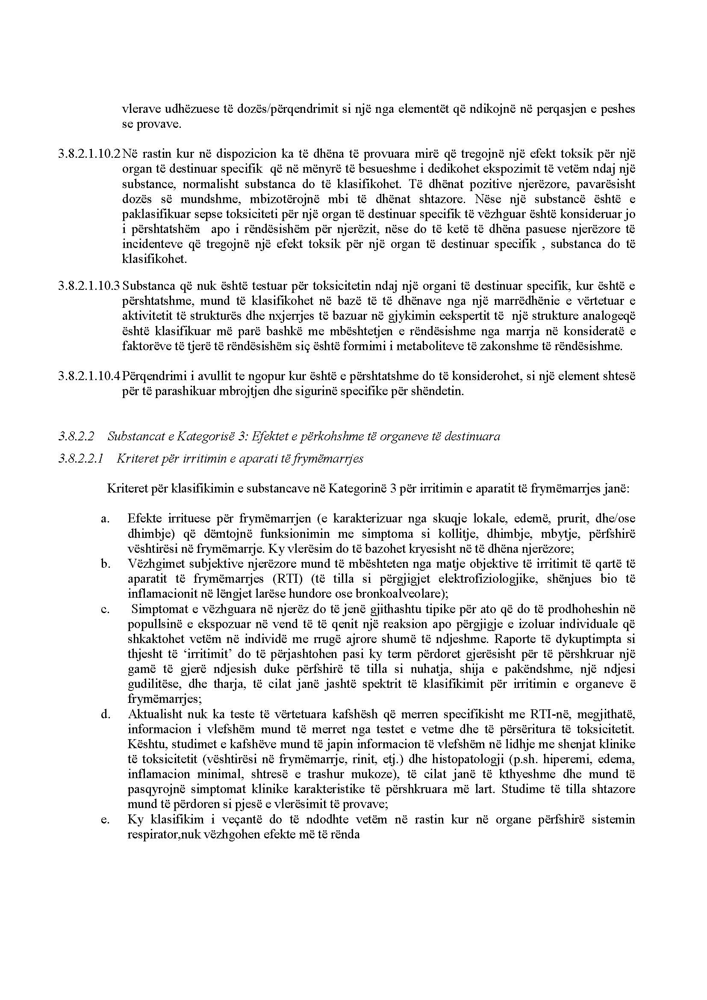 vlerave udhëzuese të dozës/përqendrimit si një nga elementët që ndikojnë në perqasjen e peshes
se provave.
3.8.2.1.10.2 Në rastin kur në dispozicion ka të dhëna të provuara mirë që tregojnë një efekt toksik për një
organ të destinuar specifik  që në mënyrë të besueshme i dedikohet ekspozimit të vetëm ndaj një
substance, normalisht substanca do të klasifikohet. Të dhënat pozitive njerëzore, pavarësisht
dozës së mundshme, mbizotërojnë mbi të dhënat shtazore. Nëse një substancë është e
paklasifikuar sepse toksiciteti për një organ të destinuar specifik të vëzhguar është konsideruar jo
i përshtatshëm  apo i rëndësishëm për njerëzit, nëse do të ketë të dhëna pasuese njerëzore të
incidenteve që tregojnë një efekt toksik për një organ të destinuar specifik , substanca do të
klasifikohet.
3.8.2.1.10.3 Substanca që nuk është testuar për toksicitetin ndaj një organi të destinuar specifik, kur është e
përshtatshme, mund të klasifikohet në bazë të të dhënave nga një marrëdhënie e vërtetuar e
aktivitetit të strukturës dhe nxjerrjes të bazuar në gjykimin eekspertit të  një strukture analogeqë
është klasifikuar më parë bashkë me mbështetjen e rëndësishme nga marrja në konsideratë e
faktorëve të tjerë të rëndësishëm siç është formimi i metaboliteve të zakonshme të rëndësishme.
3.8.2.1.10.4 Përqendrimi i avullit te ngopur kur është e përshtatshme do të konsiderohet, si një element shtesë
për të parashikuar mbrojtjen dhe sigurinë specifike për shëndetin.
3.8.2.2 Substancat e Kategorisë 3: Efektet e përkohshme të organeve të destinuara
3.8.2.2.1 Kriteret për irritimin e aparati të frymëmarrjes
Kriteret për klasifikimin e substancave në Kategorinë 3 për irritimin e aparatit të frymëmarrjes janë:
a. Efekte irrituese për frymëmarrjen (e karakterizuar nga skuqje lokale, edemë, prurit, dhe/ose
dhimbje) që dëmtojnë funksionimin me simptoma si kollitje, dhimbje, mbytje, përfshirë
vështirësi në frymëmarrje. Ky vlerësim do të bazohet kryesisht në të dhëna njerëzore;
b. Vëzhgimet subjektive njerëzore mund të mbështeten nga matje objektive të irritimit të qartë të
aparatit të frymëmarrjes (RTI) (të tilla si përgjigjet elektrofiziologjike, shënjues bio të
inflamacionit në lëngjet larëse hundore ose bronkoalveolare);
c. Simptomat e vëzhguara në njerëz do të jenë gjithashtu tipike për ato që do të prodhoheshin në
popullsinë e ekspozuar në vend të të qenit një reaksion apo përgjigje e izoluar individuale që
shkaktohet vetëm në individë me rrugë ajrore shumë të ndjeshme. Raporte të dykuptimpta si
thjesht të ‘irritimit’ do të përjashtohen pasi ky term përdoret gjerësisht për të përshkruar një
gamë të gjerë ndjesish duke përfshirë të tilla si nuhatja, shija e pakëndshme, një ndjesi
gudilitëse, dhe tharja, të cilat janë jashtë spektrit të klasifikimit për irritimin e organeve ë
frymëmarrjes;
d. Aktualisht nuk ka teste të vërtetuara kafshësh që merren specifikisht me RTI-në, megjithatë,
informacion i vlefshëm mund të merret nga testet e vetme dhe të përsëritura të toksicitetit.
Kështu, studimet e kafshëve mund të japin informacion të vlefshëm në lidhje me shenjat klinike
të toksicitetit (vështirësi në frymëmarrje, rinit, etj.) dhe histopatologji (p.sh. hiperemi, edema,
inflamacion minimal, shtresë e trashur mukoze), të cilat janë të kthyeshme dhe mund të
pasqyrojnë simptomat klinike karakteristike të përshkruara më lart. Studime të tilla shtazore
mund të përdoren si pjesë e vlerësimit të provave;
e. Ky klasifikim i veçantë do të ndodhte vetëm në rastin kur në organe përfshirë sistemin
respirator,nuk vëzhgohen efekte më të rënda